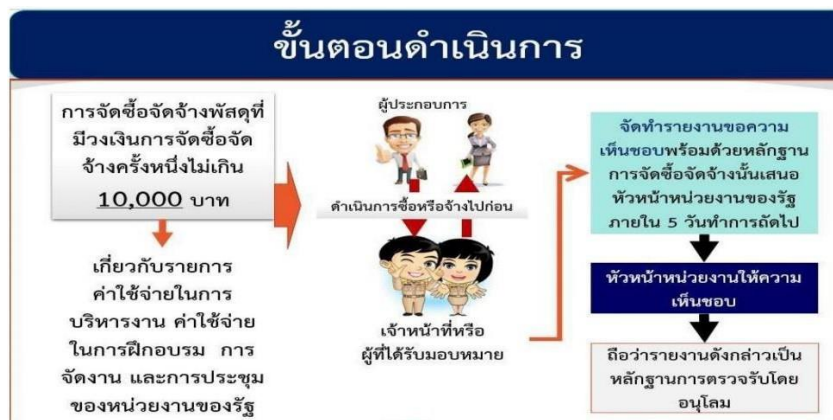 ขั้นตอนดำเนินการ
การจัดซื้อจัดจ้างพัสดุที่
มีวงเงินการจัดซื้อจัด
จ้างครั้งหนึ่งไม่เกิน
10,000 บาท
เกี่ยวกับรายการ
ค่าใช้จ่ายในการ
บริหารงาน ค่าใช้จ่าย
ในการฝึกอบรม การ
จัดงาน และการประชุม
ของหน่วยงานของรัฐ
ผู้ประกอบการ
ดำเนินการซื้อหรือจ้างไปก่อน
เจ้าหน้าที่หรือ
ผู้ที่ได้รับมอบหมาย
จัดทำรายงานขอความ
เห็นชอบพร้อมด้วยหลักฐาน
การจัดซื้อจัดจ้างนั้นเสนอ
หัวหน้าหน่วยงานของรัฐ
ภายใน 5 วันทำการถัดไป
หัวหน้าหน่วยงานให้ความ
เห็นชอบ
ถือว่ารายงานดังกล่าวเป็น
หลักฐานการตรวจรับโดย
อนุโลม